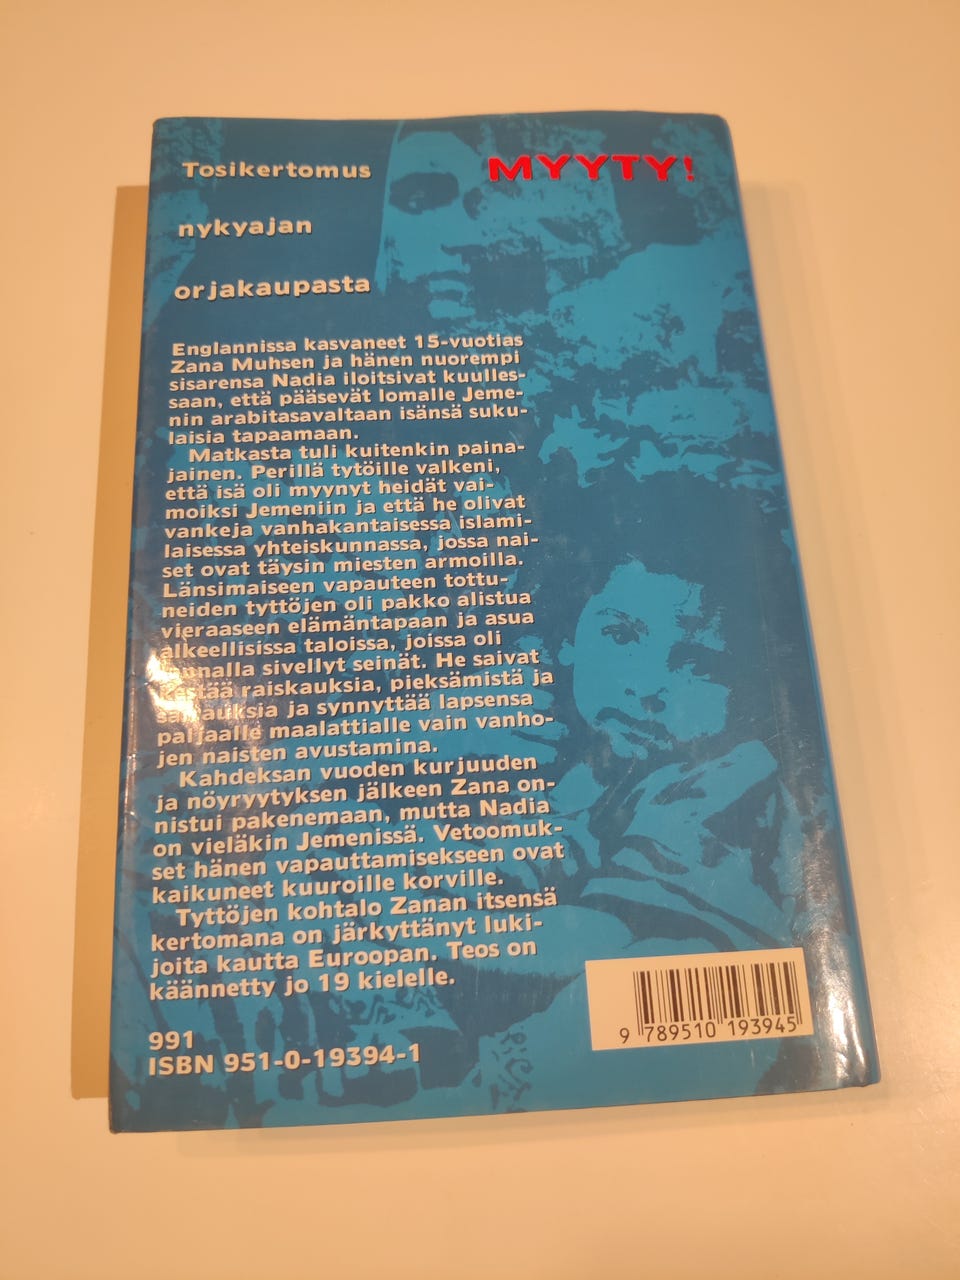 Tosikertomus
MYYTY!
nykyajan
orjakaupasta
Englannissa kasvaneet 15-vuotias
Zana Muhsen ja hänen nuorempi
sisarensa Nadia iloitsivat kuulles-
saan, että pääsevät lomalle Jeme-
nin arabitasavaltaan isänsä suku-
laisia tapaamaan.
Matkasta tuli kuitenkin paina-
jainen. Perillä tytöille valkeni,
että isä oli myynyt heidät vai-
moiksi Jemeniin ja että he olivat
vankeja vanhakantaisessa islami-
laisessa yhteiskunnassa, jossa nai-
set ovat täysin miesten armoilla.
Länsimaiseen vapauteen tottu-
neiden tyttöjen oli pakko alistua
vieraaseen elämäntapaan ja asua
alkeellisissa taloissa, joissa oli
sivellyt seinät. He saivat
kestää raiskauksia, pieksämistä ja
sairauksia ja synnyttää lapsensa
paljaalle maalattialle vain vanho-
jen naisten avustamina.
Kahdeksan vuoden kurjuuden
ja nöyryytyksen jälkeen Zana on-
nistui pakenemaan, mutta Nadia
on vieläkin Jemenissä. Vetoomuk-
set hänen vapauttamisekseen ovat
kaikuneet kuuroille korville.
Tyttöjen kohtalo Zanan itsensä
kertomana on järkyttänyt luki-
joita kautta Euroopan. Teos on
käännetty jo 19 kielelle.
991
ISBN 951-0-19394-1
9 789510 193945